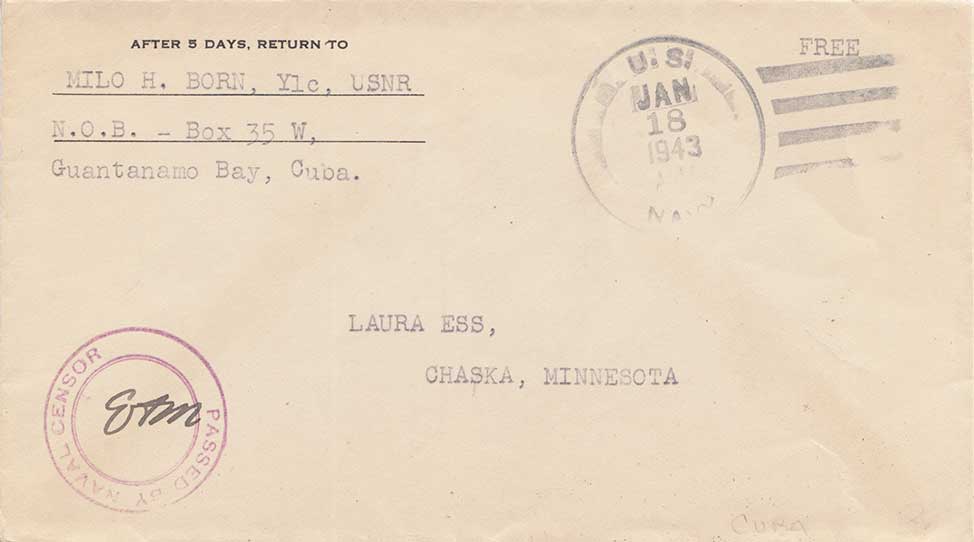 AFTER 5 DAYS, RETURN TO
MILO H. BORN, Y1c, USNR
N.O.B. - Box 35 W,
Guantanamo Bay, Cuba.
U.S.
JAN
18
1943
NAVY
FREE
LAURA ESS,
CHASKA, MINNESOTA
PASSED BY NAVAL CENSOR
CUBA